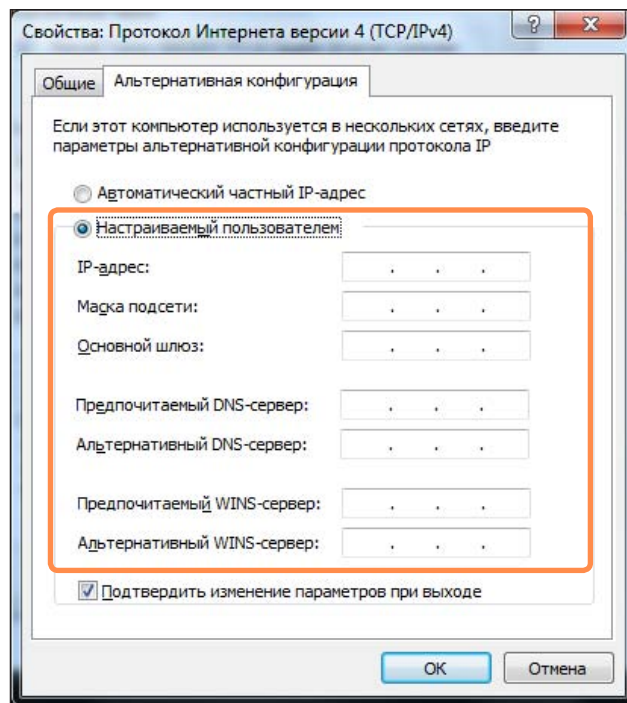 Свойства: Протокол Интернета версии 4 (TCP/IPv4)
?
Общие
Альтернативная конфигурация
Если этот компьютер используется в нескольких сетях, введите
параметры альтернативной конфигурации протокола IP
Автоматический частный IP-адрес
Настраиваемый пользователем
IP-адрес:
Маска подсети:
Основной шлюз:
Предпочитаемый DNS-сервер:
Альтернативный DNS-сервер:
Предпочитаемый WINS-сервер:
Альтернативный WINS-сервер:
Подтвердить изменение параметров при выходе
ОК
Отмена